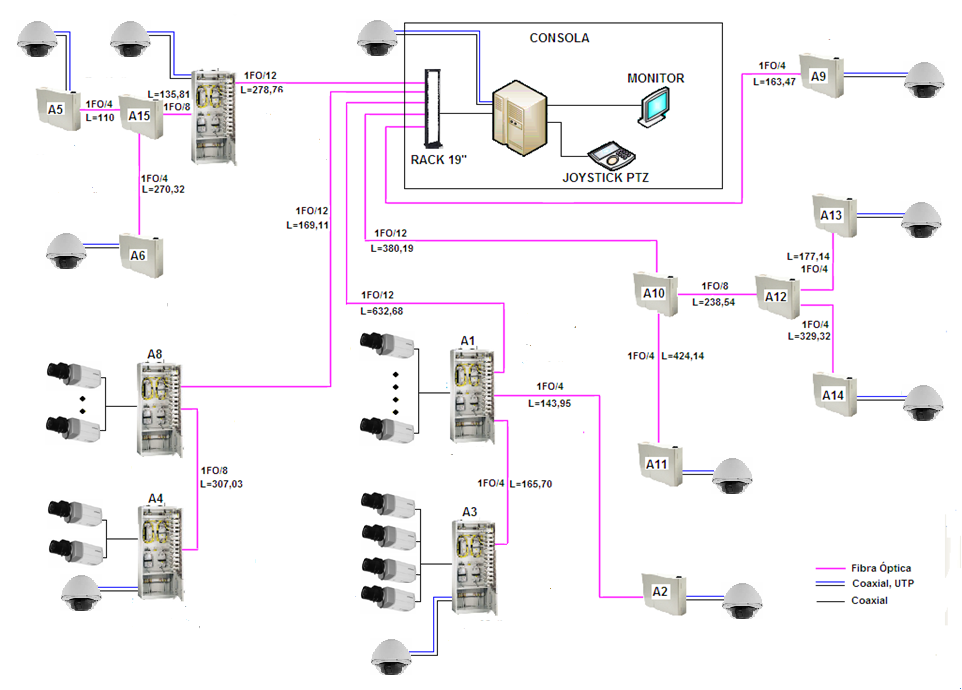 CONSOLA
MONITOR
RACK 19"
JOYSTICK PTZ
1FO/12
L=278,76
L=135,81
1FO/8
A5
1FO/4
L=110
A15
1FO/4
L=270,32
A6
1FO/4
L=163,47
A9
A13
L=177,14
1FO/4
1FO/12
L=169,11
1FO/12
L=380,19
A10
1FO/8
L=238,54
A12
1FO/4
L=329,32
1FO/12
L=632,68
A8
A1
1FO/4
L=424,14
A14
1FO/4
L=143,95
A11
1FO/8
L=307,03
1FO/4
L=165,70
A4
A3
A2
Fibra Óptica
Coaxial, UTP
Coaxial